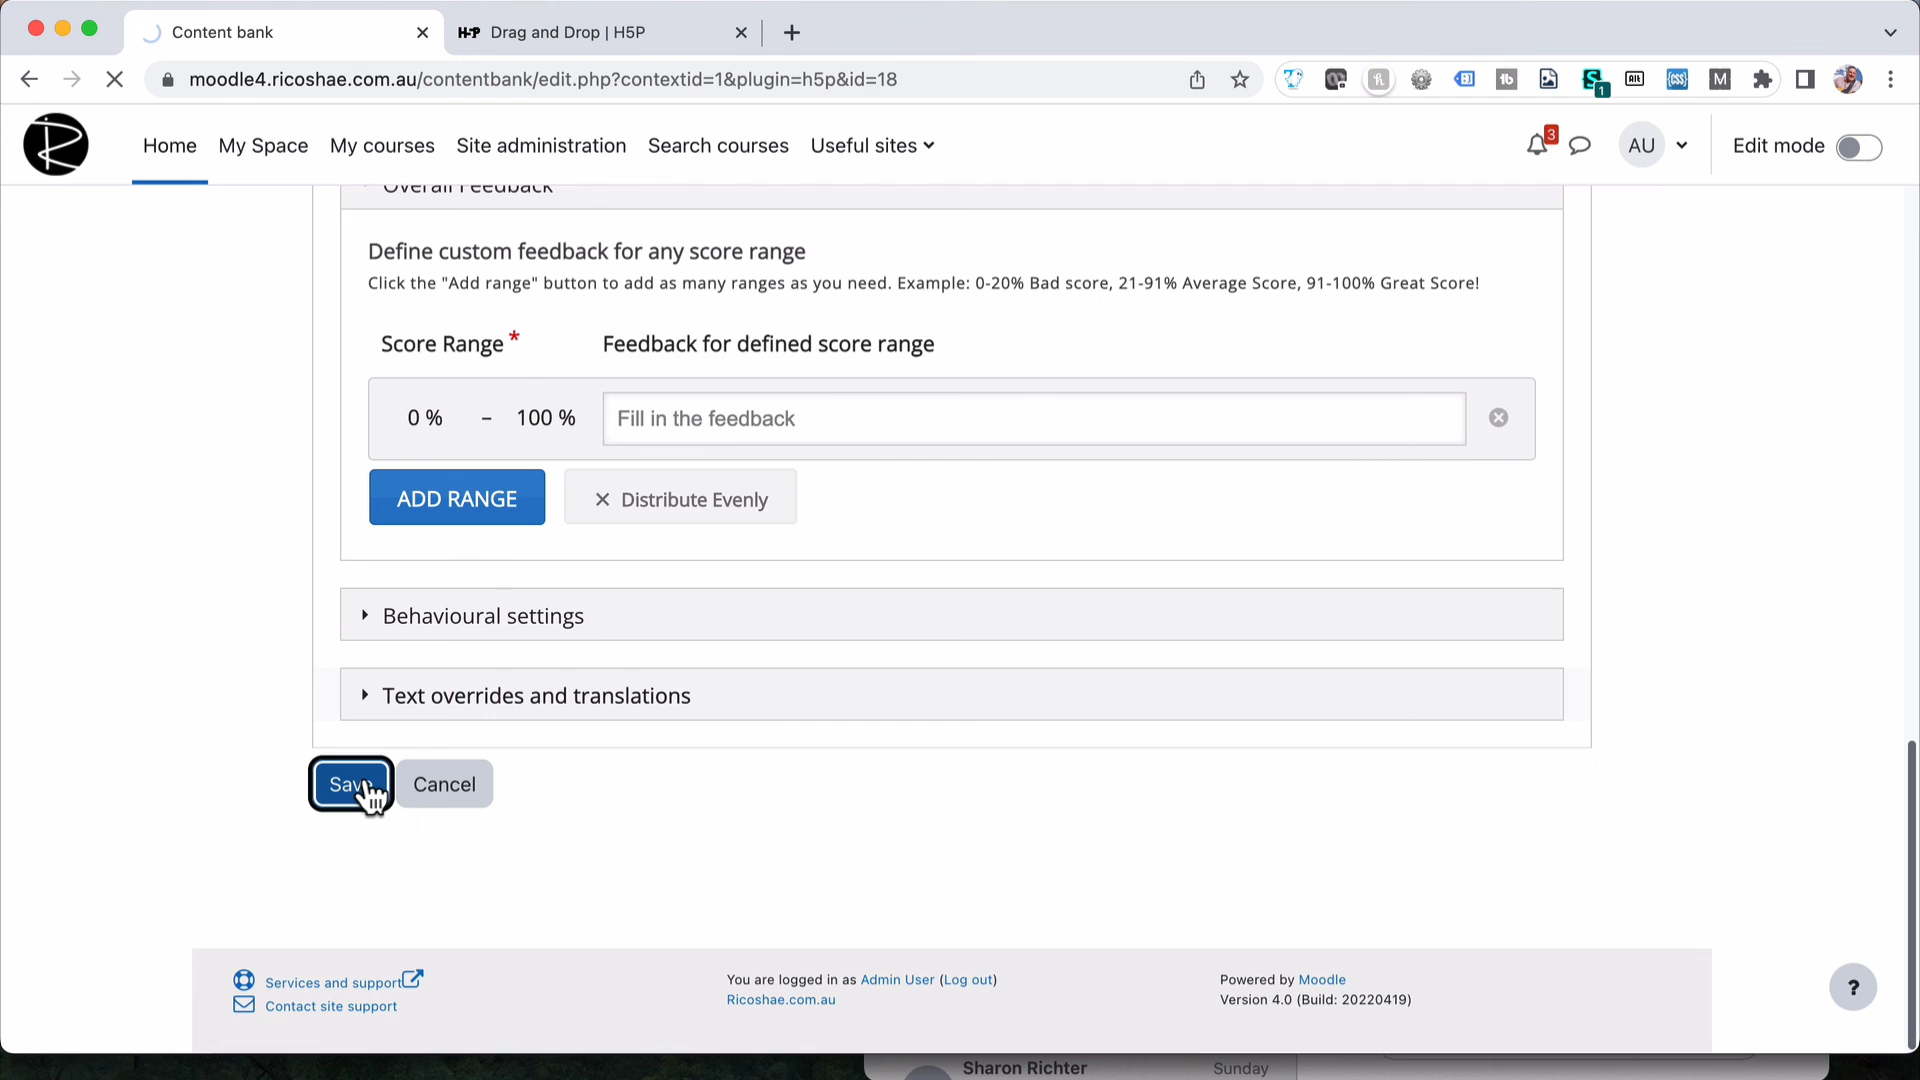 Content bank
H-P Drag and Drop | H5P
moodle4.ricoshae.com.au/contentbank/edit.php?contextid=1&plugin=h5p&id=18
Home My Space My courses Site administration Search courses Useful sites
3
AU
Edit mode
Overall Feedback
Define custom feedback for any score range
Click the "Add range" button to add as many ranges as you need. Example: 0-20% Bad score, 21-91% Average Score, 91-100% Great Score!
Score Range * Feedback for defined score range
0 % – 100 % Fill in the feedback
ADD RANGE Distribute Evenly
Behavioural settings
Text overrides and translations
Save Cancel
Services and support
Contact site support
You are logged in as Admin User (Log out)
Ricoshae.com.au
Powered by Moodle
Version 4.0 (Build: 20220419)
?
Sharon Richter Sunday